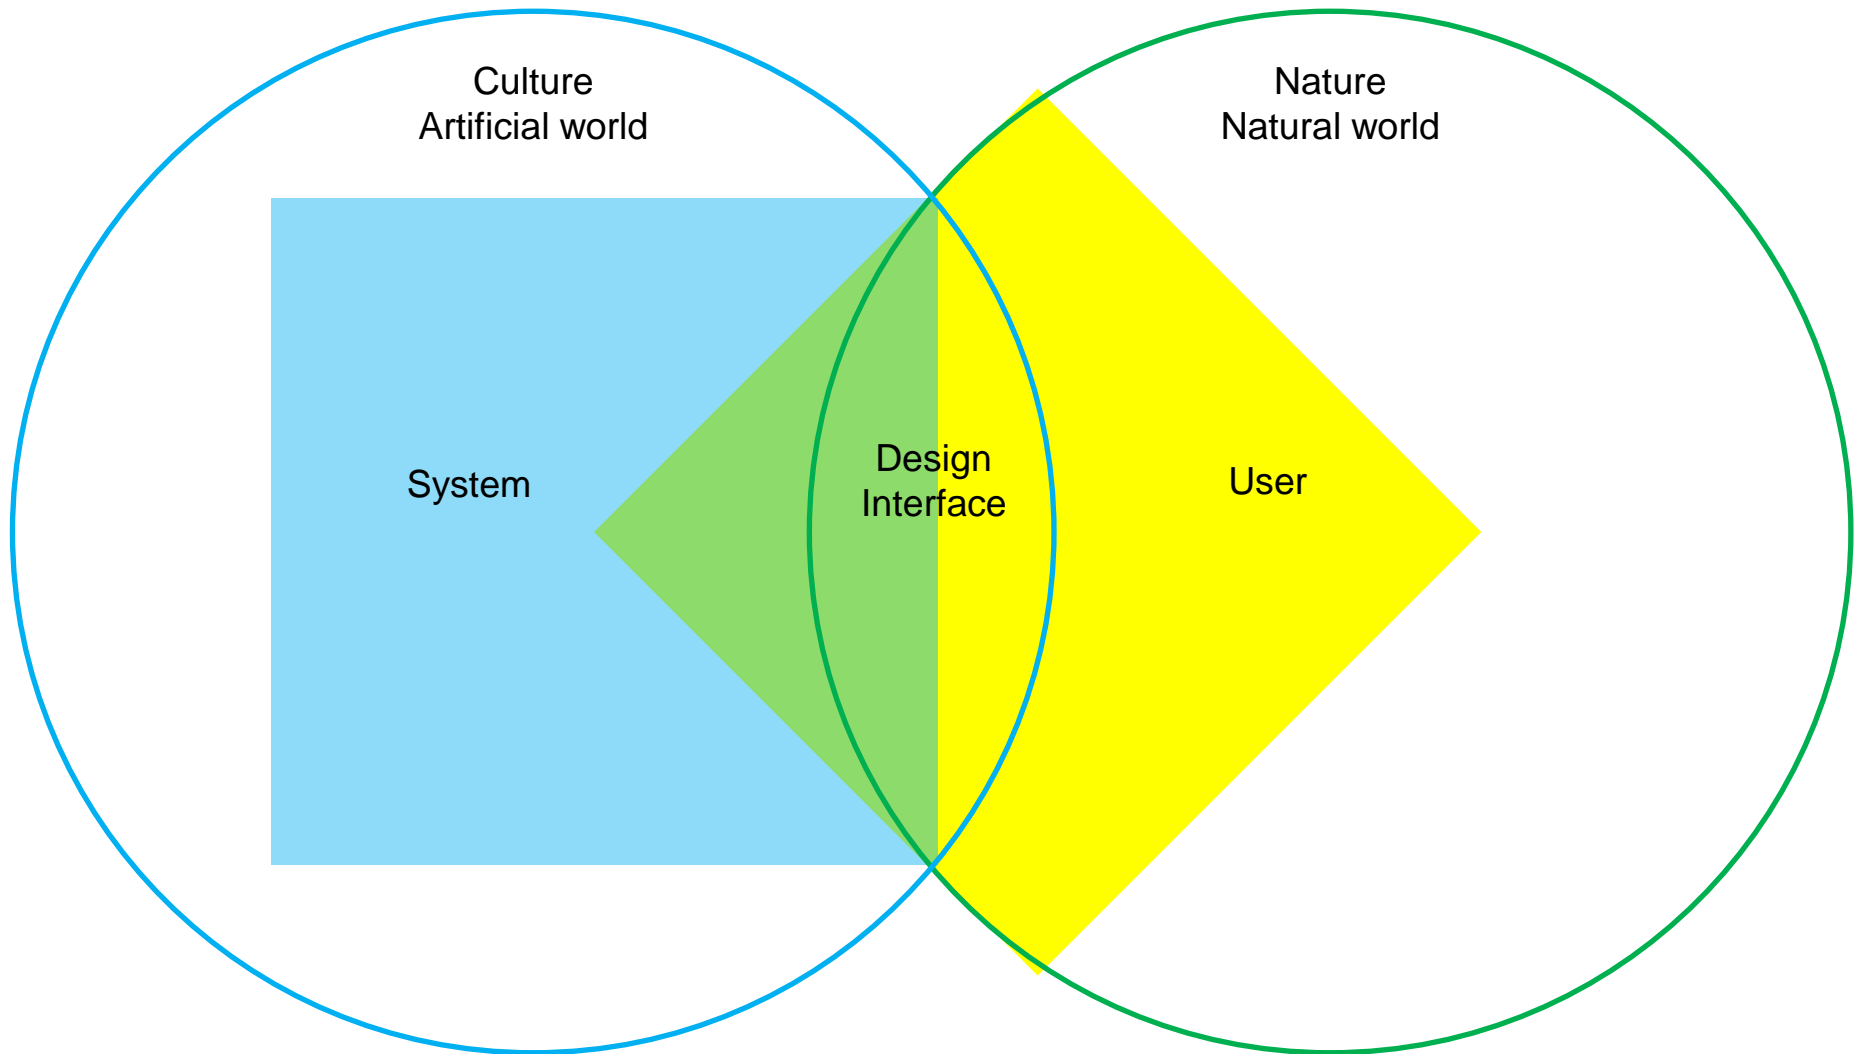 Culture
Artificial world
Nature
Natural world
System
Design
Interface
User